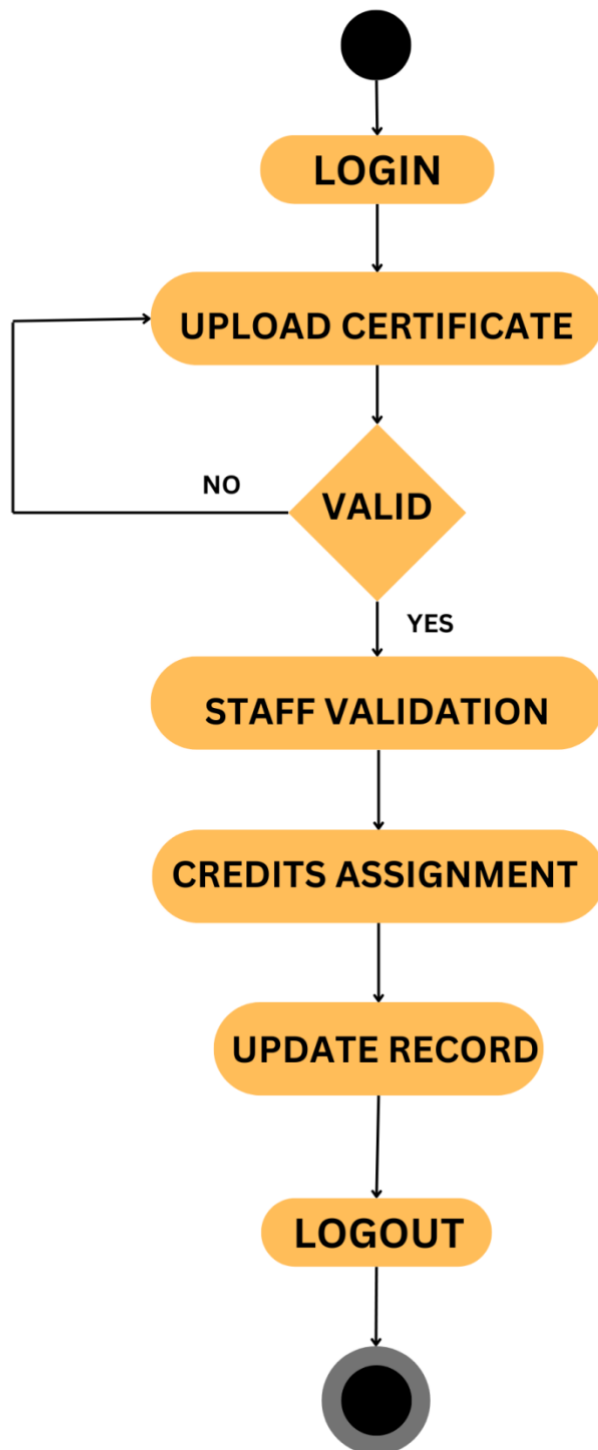 LOGIN
UPLOAD CERTIFICATE
NO
VALID
YES
STAFF VALIDATION
CREDITS ASSIGNMENT
UPDATE RECORD
LOGOUT